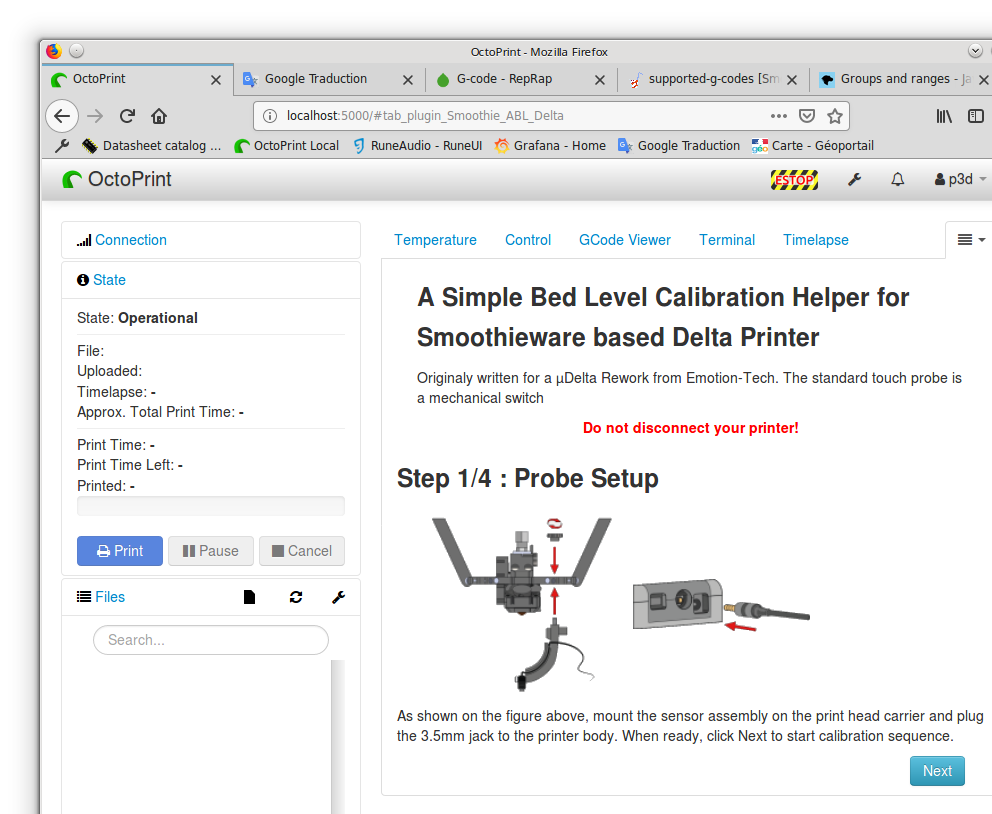 OctoPrint - Mozilla Firefox
OctoPrint
Google Traduction
G-code - RepRap
supported-g-codes [Sm
Groups and ranges - Ja
localhost:5000/#tab_plugin_Smoothie_ABL_Delta
Datasheet catalog ...
OctoPrint Local
RuneAudio - RuneUI
Grafana - Home
Google Traduction
Carte - Géoportail
OctoPrint
ESTOP
p3d
Connection
State
State: Operational
File:
Uploaded:
Timelapse: -
Approx. Total Print Time: -
Print Time: -
Print Time Left: -
Printed: -
Print
Pause
Cancel
Files
Search...
Temperature
Control
GCode Viewer
Terminal
Timelapse
A Simple Bed Level Calibration Helper for
Smoothieware based Delta Printer
Originaly written for a µDelta Rework from Emotion-Tech. The standard touch probe is
a mechanical switch
Do not disconnect your printer!
Step 1/4 : Probe Setup
As shown on the figure above, mount the sensor assembly on the print head carrier and plug
the 3.5mm jack to the printer body. When ready, click Next to start calibration sequence.
Next